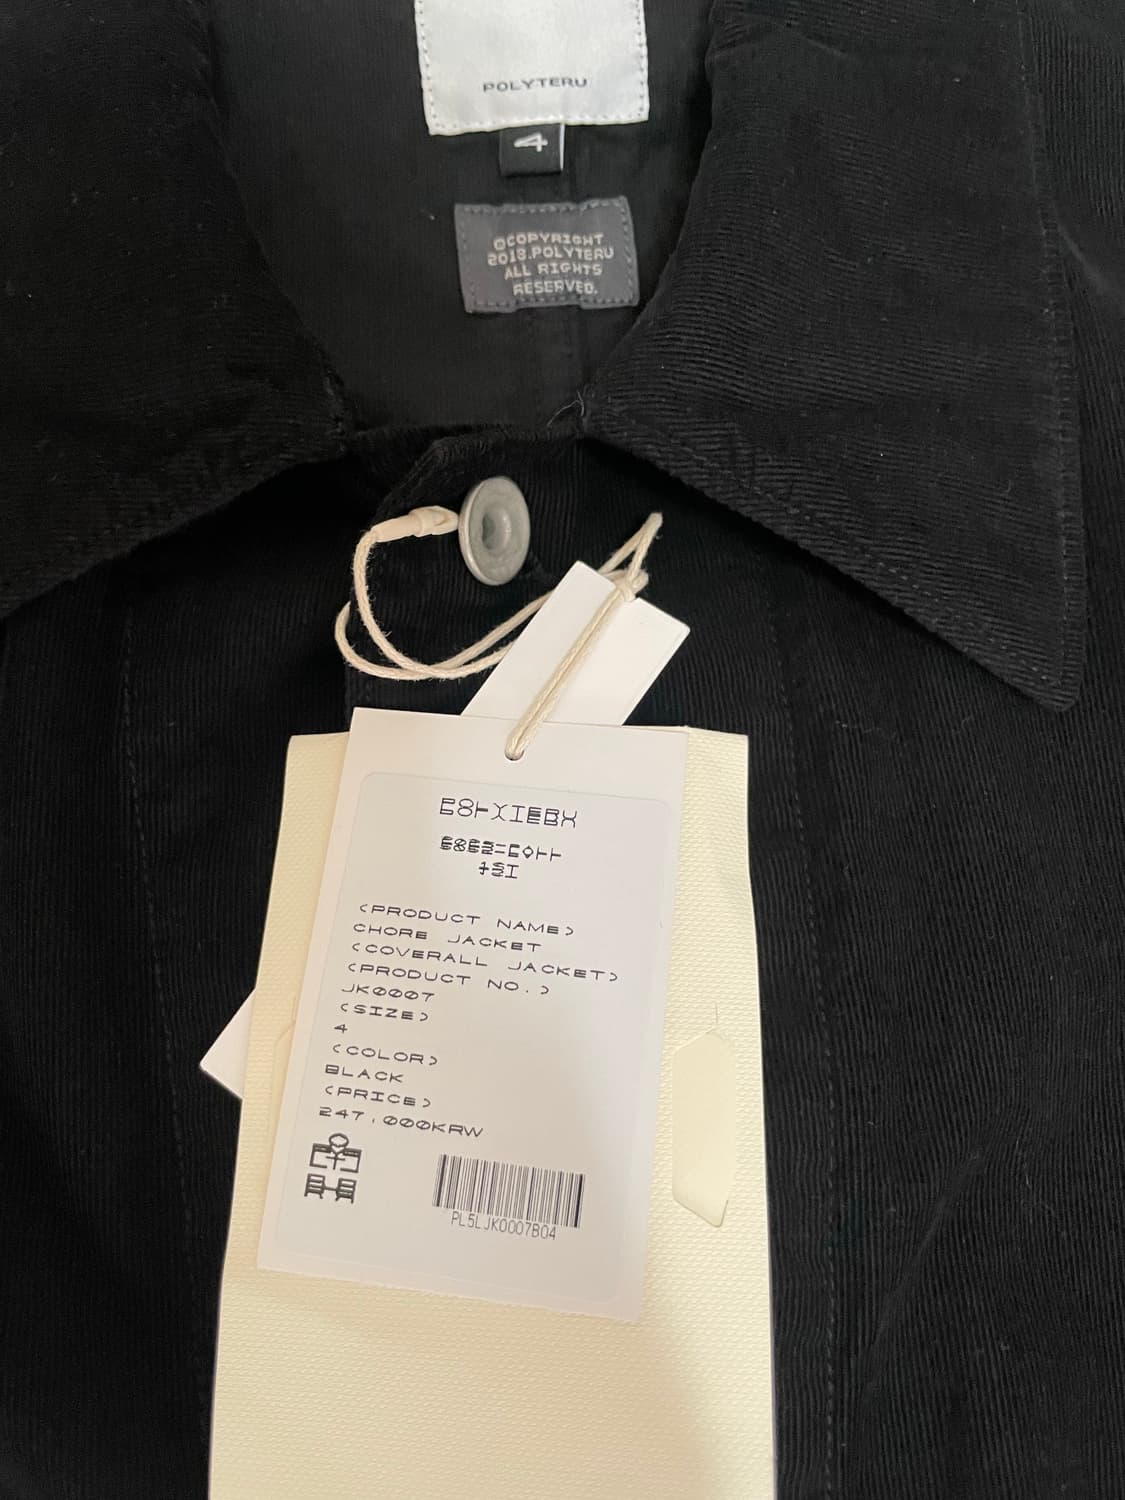 POLYTERU
4
©COPYRIGHT
2018.POLYTERU
ALL RIGHTS
RESERVED.
<PRODUCT NAME>
CHORE JACKET
<COVERALL JACKET>
<PRODUCT NO.>
JK0007
<SIZE>
4
<COLOR>
BLACK
<PRICE>
247,000KRW
PL5LJK0007B04